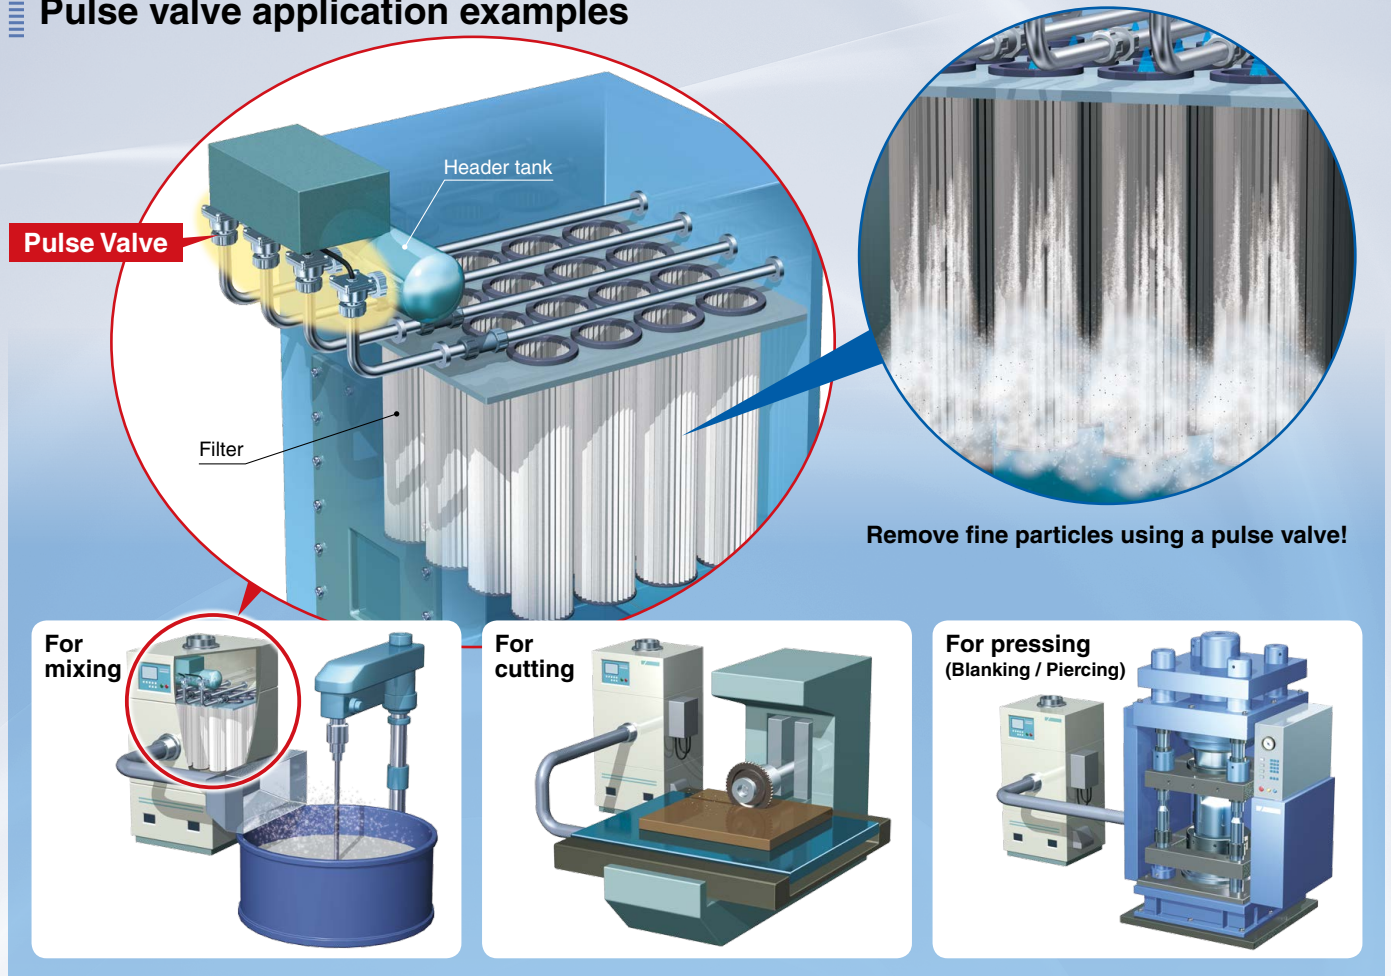 Pulse valve application examples
Header tank
Pulse Valve
Filter
Remove fine particles using a pulse valve!
For
mixing
For
cutting
For pressing
(Blanking / Piercing)